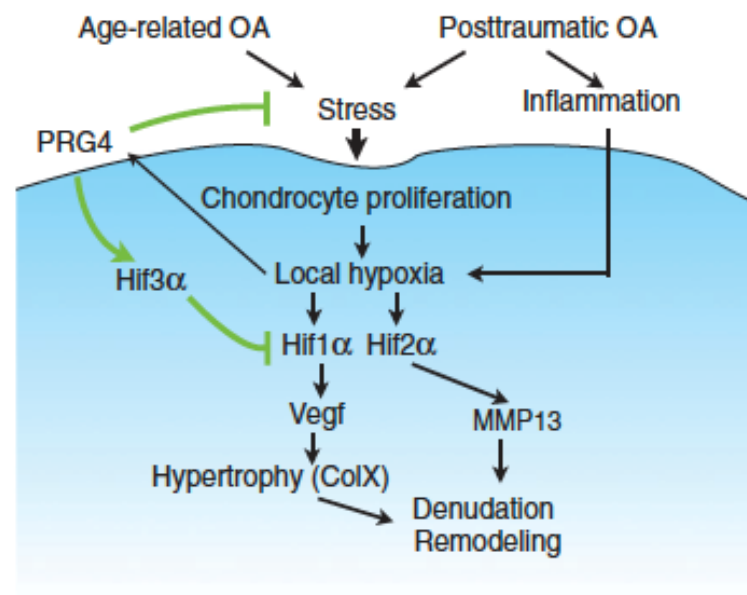 Age-related OA
Posttraumatic OA
Stress
Inflammation
PRG4
Chondrocyte proliferation
Hif3α
Local hypoxia
Hif1α
Hif2α
Vegf
MMP13
Hypertrophy (ColX)
Denudation
Remodeling